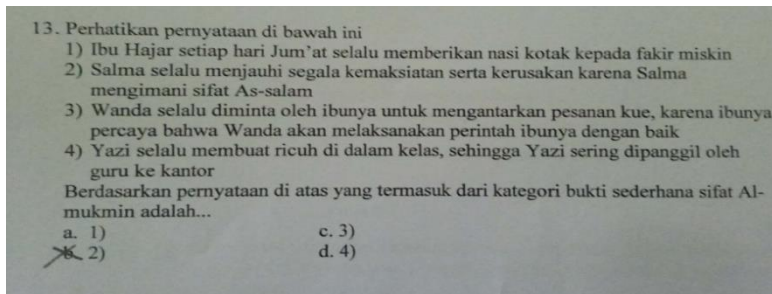 13. Perhatikan pernyataan di bawah ini
1) Ibu Hajar setiap hari Jum'at selalu memberikan nasi kotak kepada fakir miskin
2) Salma selalu menjauhi segala kemaksiatan serta kerusakan karena Salma
mengimani sifat As-salam
3) Wanda selalu diminta oleh ibunya untuk mengantarkan pesanan kue, karena ibunya
percaya bahwa Wanda akan melaksanakan perintah ibunya dengan baik
4) Yazi selalu membuat ricuh di dalam kelas, sehingga Yazi sering dipanggil oleh
guru ke kantor
Berdasarkan pernyataan di atas yang termasuk dari kategori bukti sederhana sifat Al-
mukmin adalah...
a. 1) c. 3)
b. 2) d. 4)